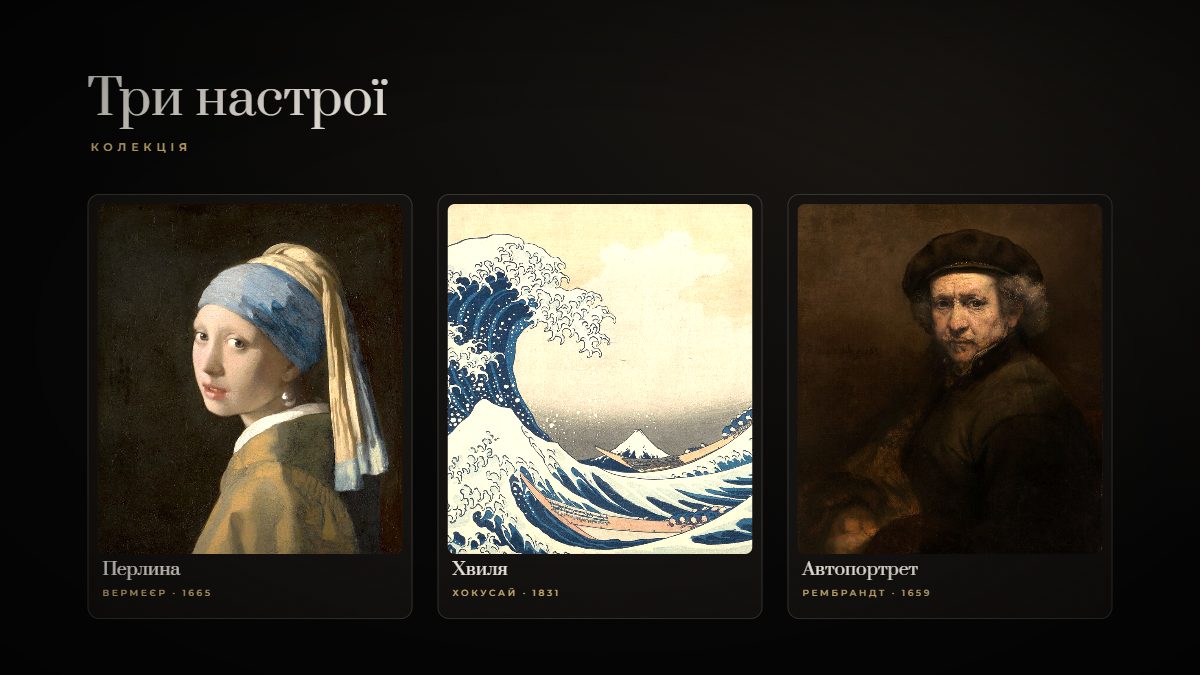 Три настрої
КОЛЕКЦІЯ
Перлина
ВЕРМЕЄР · 1665
Хвиля
ХОКУСАЙ · 1831
Автопортрет
РЕМБРАНДТ · 1659